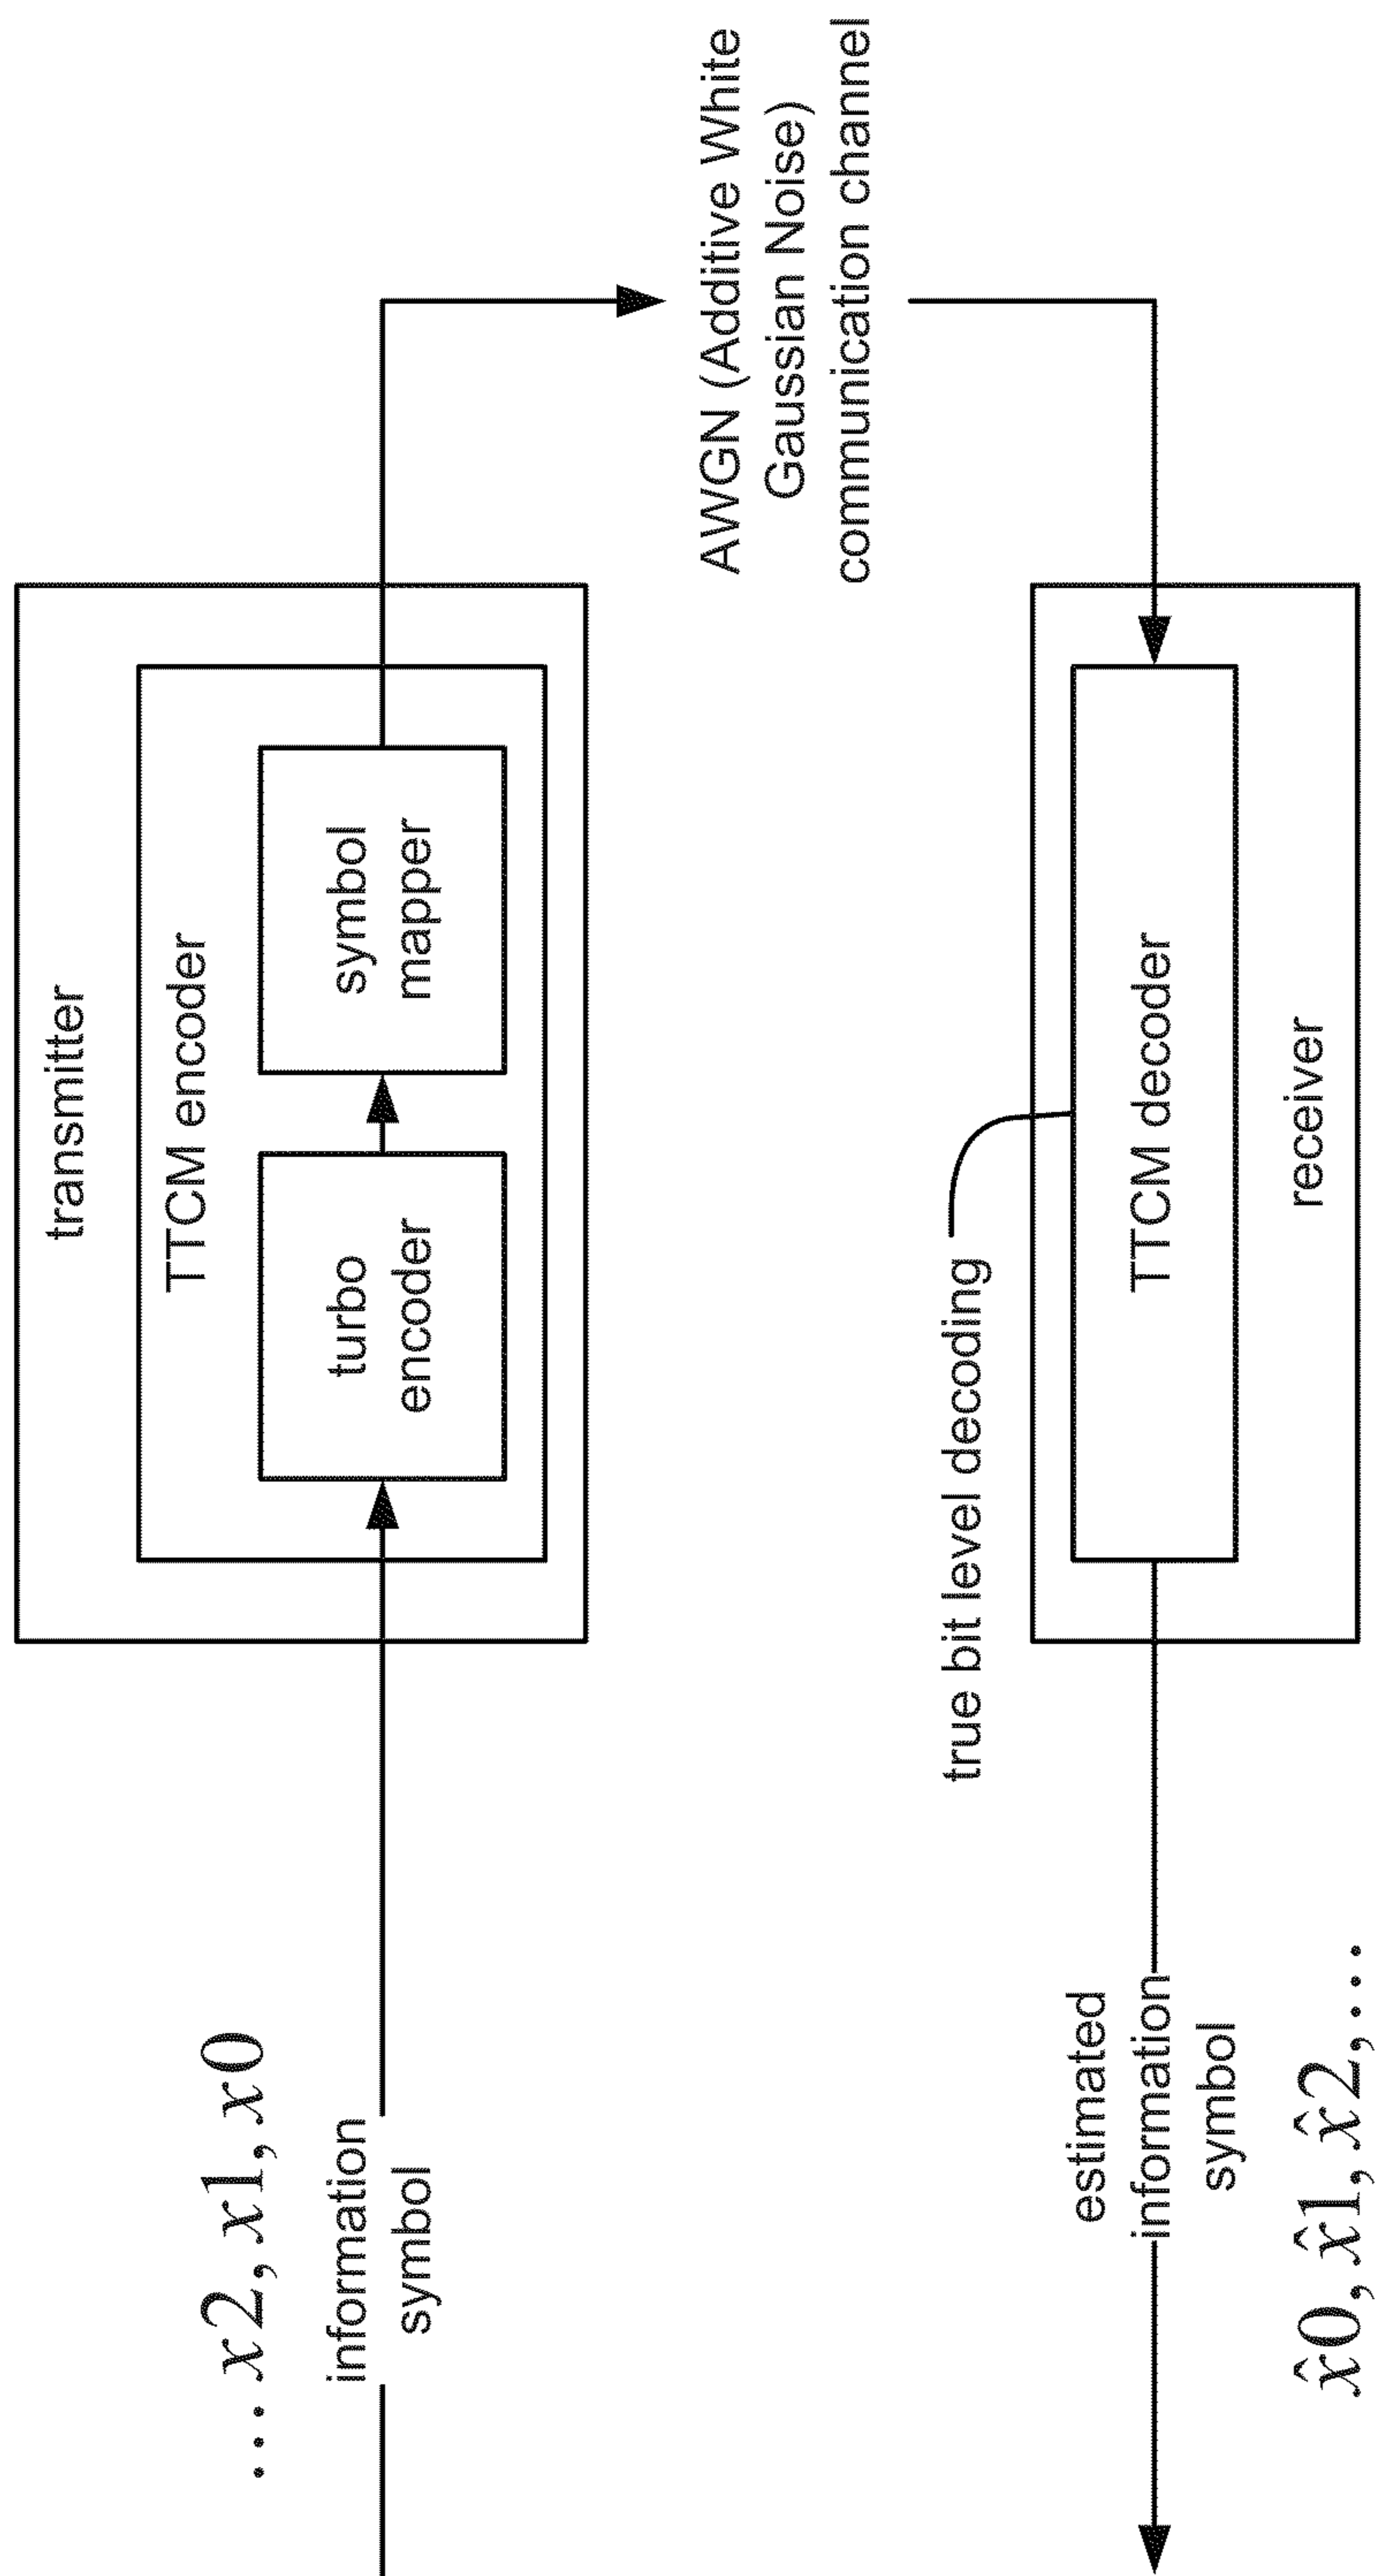 transmitter
TTCM encoder
... x2, x1, x0
information
symbol
turbo
encoder
symbol
mapper
AWGN (Additive White
Gaussian Noise)
communication channel
true bit level decoding
estimated
information
symbol
TTCM decoder
receiver
x̂0, x̂1, x̂2, ...